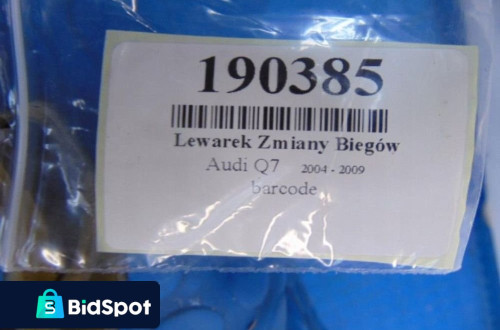 190385
Lewarek Zmiany Biegów
Audi Q7 2004 - 2009
barcode
BidSpot